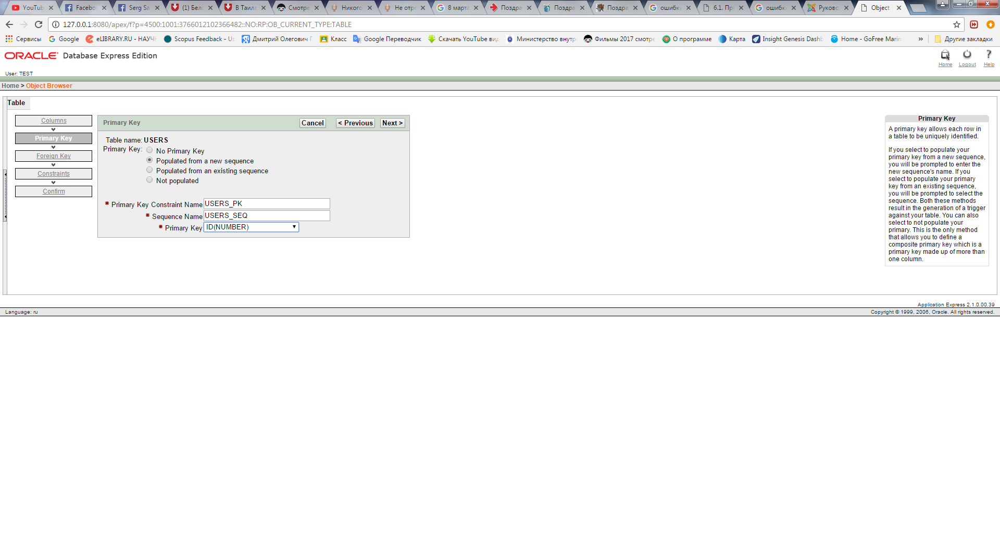 YouTub
Facebo
Serg Sa
(1) Бело
В Таила
Смотре
Никого
Не отре
8 марта
Поздра
Поздра
Поздра
ошибки
6.1. Пр
ошибки
Руково
Object
127.0.0.1:8080/apex/f?p=4500:1001:3766012102366482::NO:RP:OB_CURRENT_TYPE:TABLE
Сервисы Google eLIBRARY.RU - НАУЧН Scopus Feedback - Us Дмитрий Олегович Г Класс Google Переводчик Скачать YouTube вид Министерство внутр Фильмы 2017 смотре О программе Карта Insight Genesis Dashb Home - GoFree Marin » Другие закладки
ORACLE Database Express Edition
Home Logout Help
User: TEST
Home > Object Browser
Table
Columns
Primary Key
Foreign Key
Constraints
Confirm
Primary Key Cancel < Previous Next >
Table name: USERS
Primary Key: No Primary Key
Populated from a new sequence
Populated from an existing sequence
Not populated
* Primary Key Constraint Name USERS_PK
* Sequence Name USERS_SEQ
* Primary Key ID(NUMBER)
Primary Key
A primary key allows each row in
a table to be uniquely identified.
If you select to populate your
primary key from a new sequence,
you will be prompted to enter the
new sequence's name. If you
select to populate your primary
key from an existing sequence,
you will be prompted to select the
sequence. Both these methods
result in the generation of a trigger
against your table. You can also
select to not populate your
primary. This is the only method
that allows you to define a
composite primary key which is a
primary key made up of more than
one column.
Application Express 2.1.0.00.39
Language: ru
Copyright © 1999, 2006, Oracle. All rights reserved.